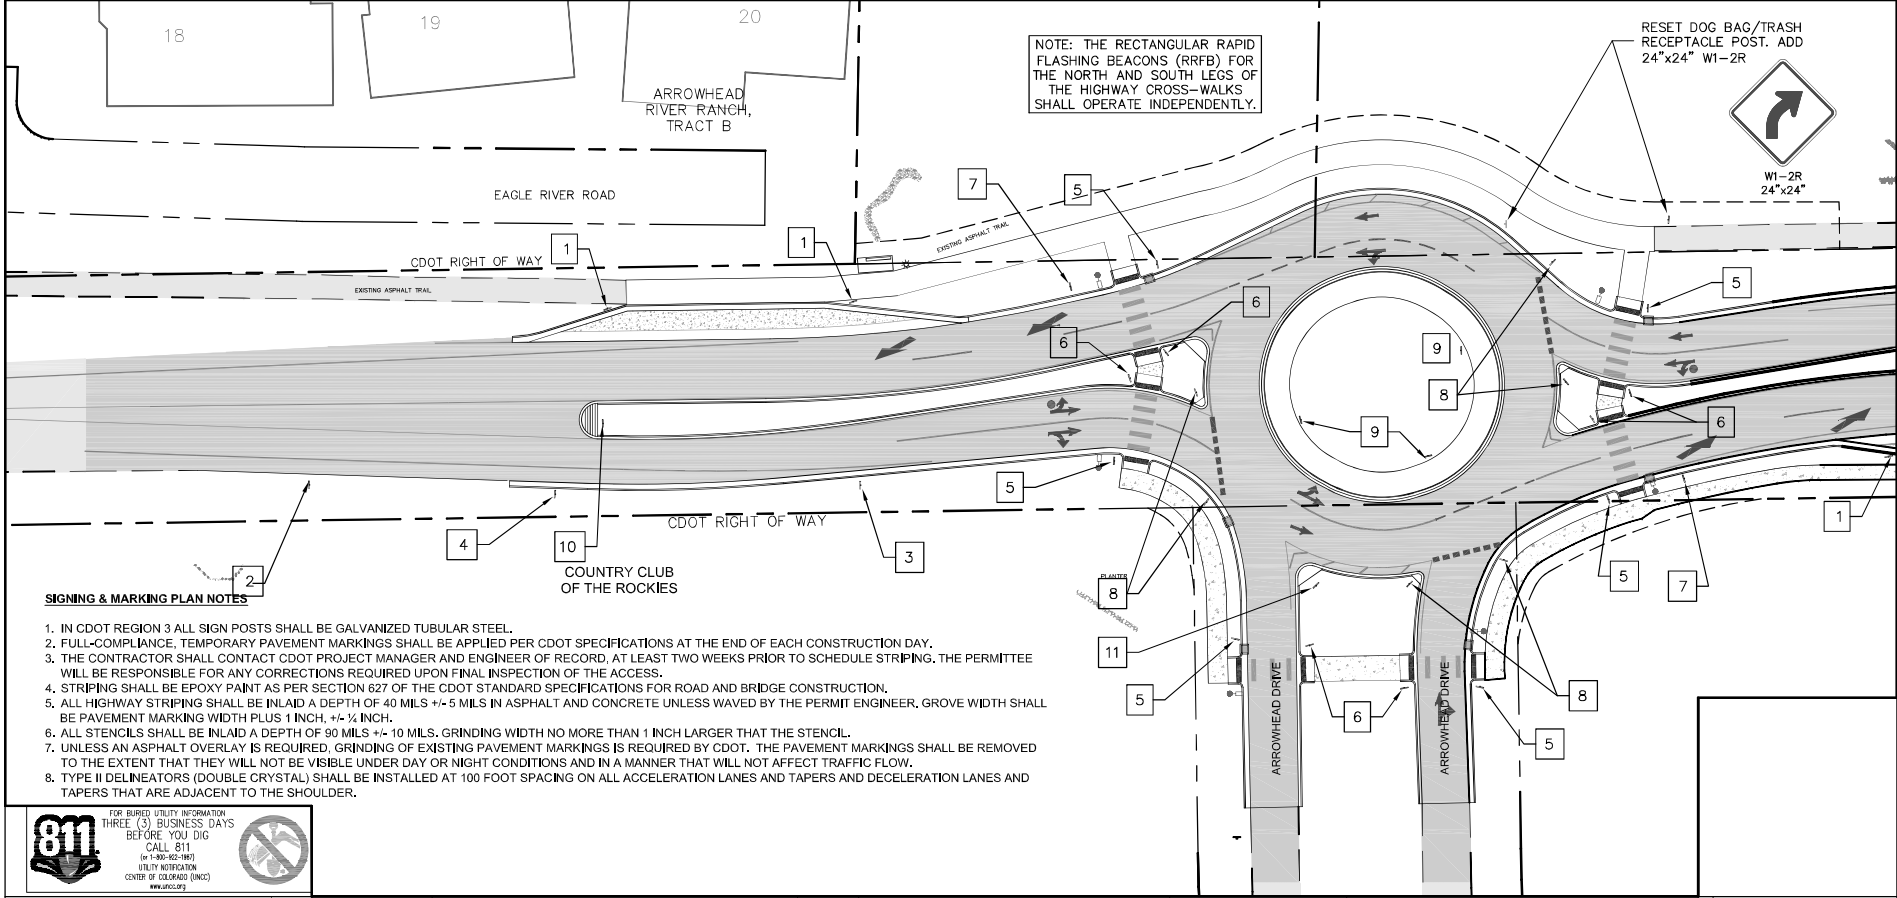 18
19
20
ARROWHEAD
RIVER RANCH,
TRACT B
NOTE: THE RECTANGULAR RAPID
FLASHING BEACONS (RRFB) FOR
THE NORTH AND SOUTH LEGS OF
THE HIGHWAY CROSS-WALKS
SHALL OPERATE INDEPENDENTLY.
RESET DOG BAG/TRASH
RECEPTACLE POST. ADD
24"x24" W1-2R
W1-2R
24"x24"
EAGLE RIVER ROAD
7
5
1
1
CDOT RIGHT OF WAY
EXISTING ASPHALT TRAIL
EXISTING ASPHALT TRAIL
5
6
6
9
8
9
6
5
1
4
10
3
CDOT RIGHT OF WAY
COUNTRY CLUB
OF THE ROCKIES
2
PLANTER
8
5
7
11
5
6
8
5
ARROWHEAD DRIVE
ARROWHEAD DRIVE
SIGNING & MARKING PLAN NOTES
1. IN CDOT REGION 3 ALL SIGN POSTS SHALL BE GALVANIZED TUBULAR STEEL.
2. FULL-COMPLIANCE, TEMPORARY PAVEMENT MARKINGS SHALL BE APPLIED PER CDOT SPECIFICATIONS AT THE END OF EACH CONSTRUCTION DAY.
3. THE CONTRACTOR SHALL CONTACT CDOT PROJECT MANAGER AND ENGINEER OF RECORD, AT LEAST TWO WEEKS PRIOR TO SCHEDULE STRIPING. THE PERMITTEE
WILL BE RESPONSIBLE FOR ANY CORRECTIONS REQUIRED UPON FINAL INSPECTION OF THE ACCESS.
4. STRIPING SHALL BE EPOXY PAINT AS PER SECTION 627 OF THE CDOT STANDARD SPECIFICATIONS FOR ROAD AND BRIDGE CONSTRUCTION.
5. ALL HIGHWAY STRIPING SHALL BE INLAID A DEPTH OF 40 MILS +/- 5 MILS IN ASPHALT AND CONCRETE UNLESS WAVED BY THE PERMIT ENGINEER. GROVE WIDTH SHALL
BE PAVEMENT MARKING WIDTH PLUS 1 INCH, +/- ¼ INCH.
6. ALL STENCILS SHALL BE INLAID A DEPTH OF 90 MILS +/- 10 MILS. GRINDING WIDTH NO MORE THAN 1 INCH LARGER THAT THE STENCIL.
7. UNLESS AN ASPHALT OVERLAY IS REQUIRED, GRINDING OF EXISTING PAVEMENT MARKINGS IS REQUIRED BY CDOT. THE PAVEMENT MARKINGS SHALL BE REMOVED
TO THE EXTENT THAT THEY WILL NOT BE VISIBLE UNDER DAY OR NIGHT CONDITIONS AND IN A MANNER THAT WILL NOT AFFECT TRAFFIC FLOW.
8. TYPE II DELINEATORS (DOUBLE CRYSTAL) SHALL BE INSTALLED AT 100 FOOT SPACING ON ALL ACCELERATION LANES AND TAPERS AND DECELERATION LANES AND
TAPERS THAT ARE ADJACENT TO THE SHOULDER.
811
FOR BURIED UTILITY INFORMATION
THREE (3) BUSINESS DAYS
BEFORE YOU DIG
CALL 811
(or 1-800-922-1987)
UTILITY NOTIFICATION
CENTER OF COLORADO (UNCC)
www.uncc.org